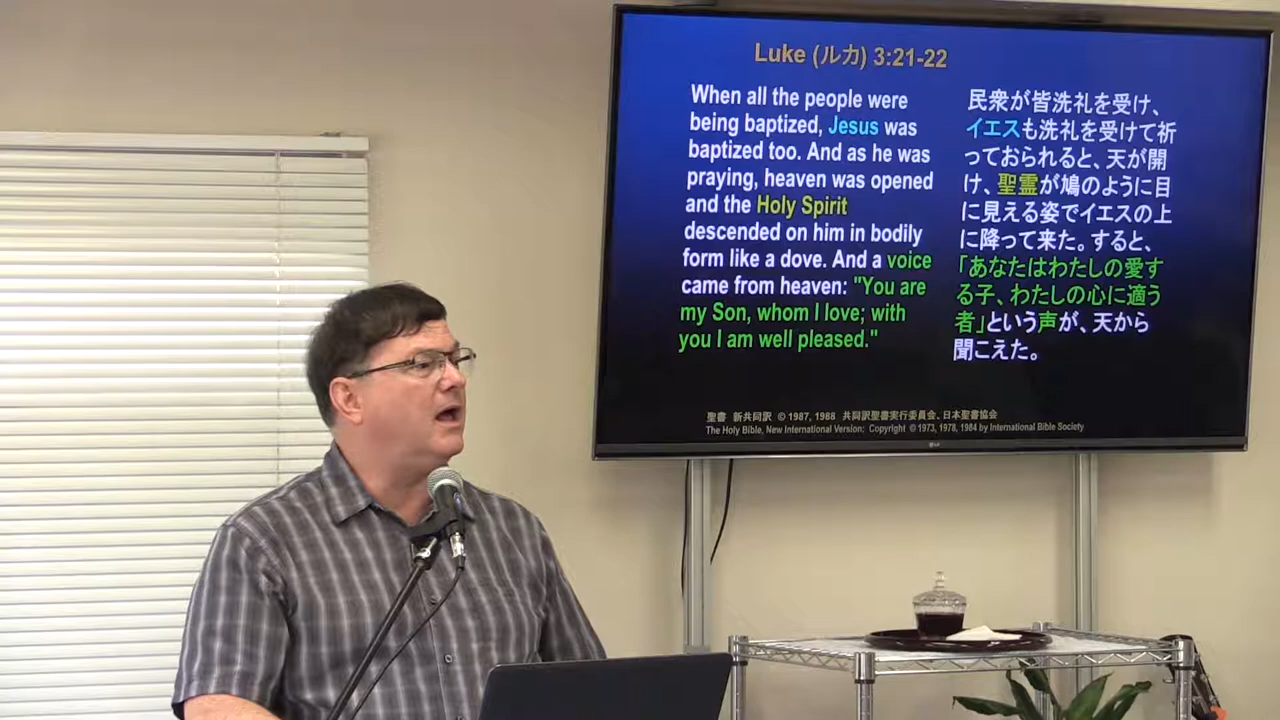 Luke (ルカ) 3:21-22
When all the people were
being baptized, Jesus was
baptized too. And as he was
praying, heaven was opened
and the Holy Spirit
descended on him in bodily
form like a dove. And a voice
came from heaven: "You are
my Son, whom I love; with
you I am well pleased."
民衆が皆洗礼を受け、
イエスも洗礼を受けて祈
っておられると、天が開
け、聖霊が鳩のように目
に見える姿でイエスの上
に降って来た。すると、
「あなたはわたしの愛す
る子、わたしの心に適う
者」という声が、天から
聞こえた。
聖書 新共同訳 © 1987, 1988 共同訳聖書実行委員会、日本聖書協会
The Holy Bible, New International Version: Copyright © 1973, 1978, 1984 by International Bible Society
LG